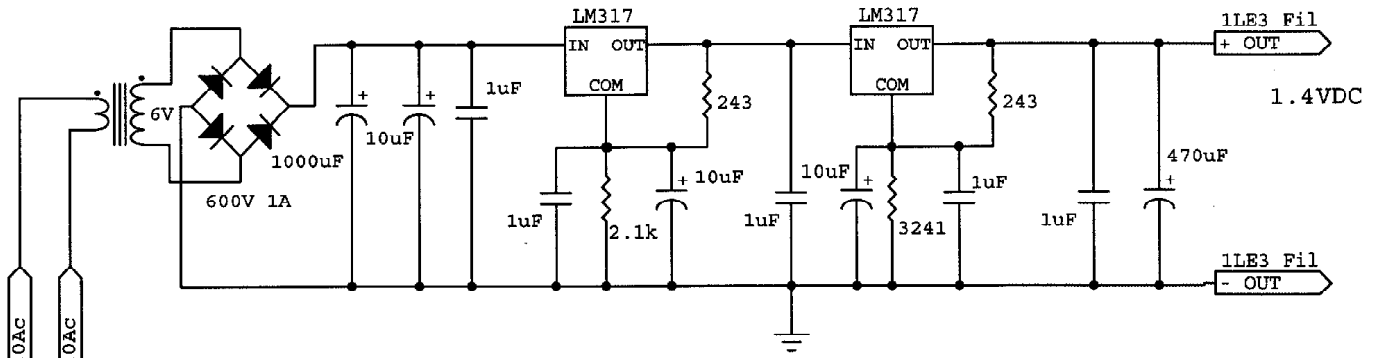 LM317
LM317
1LE3 Fil
IN OUT
IN OUT
+ OUT
COM
COM
1uF
243
243
1.4VDC
6V
10uF
1000uF
470uF
10uF
10uF
1uF
600V 1A
1uF
2.1k
1uF
3241
1uF
1LE3 Fil
- OUT
0Ac
0Ac